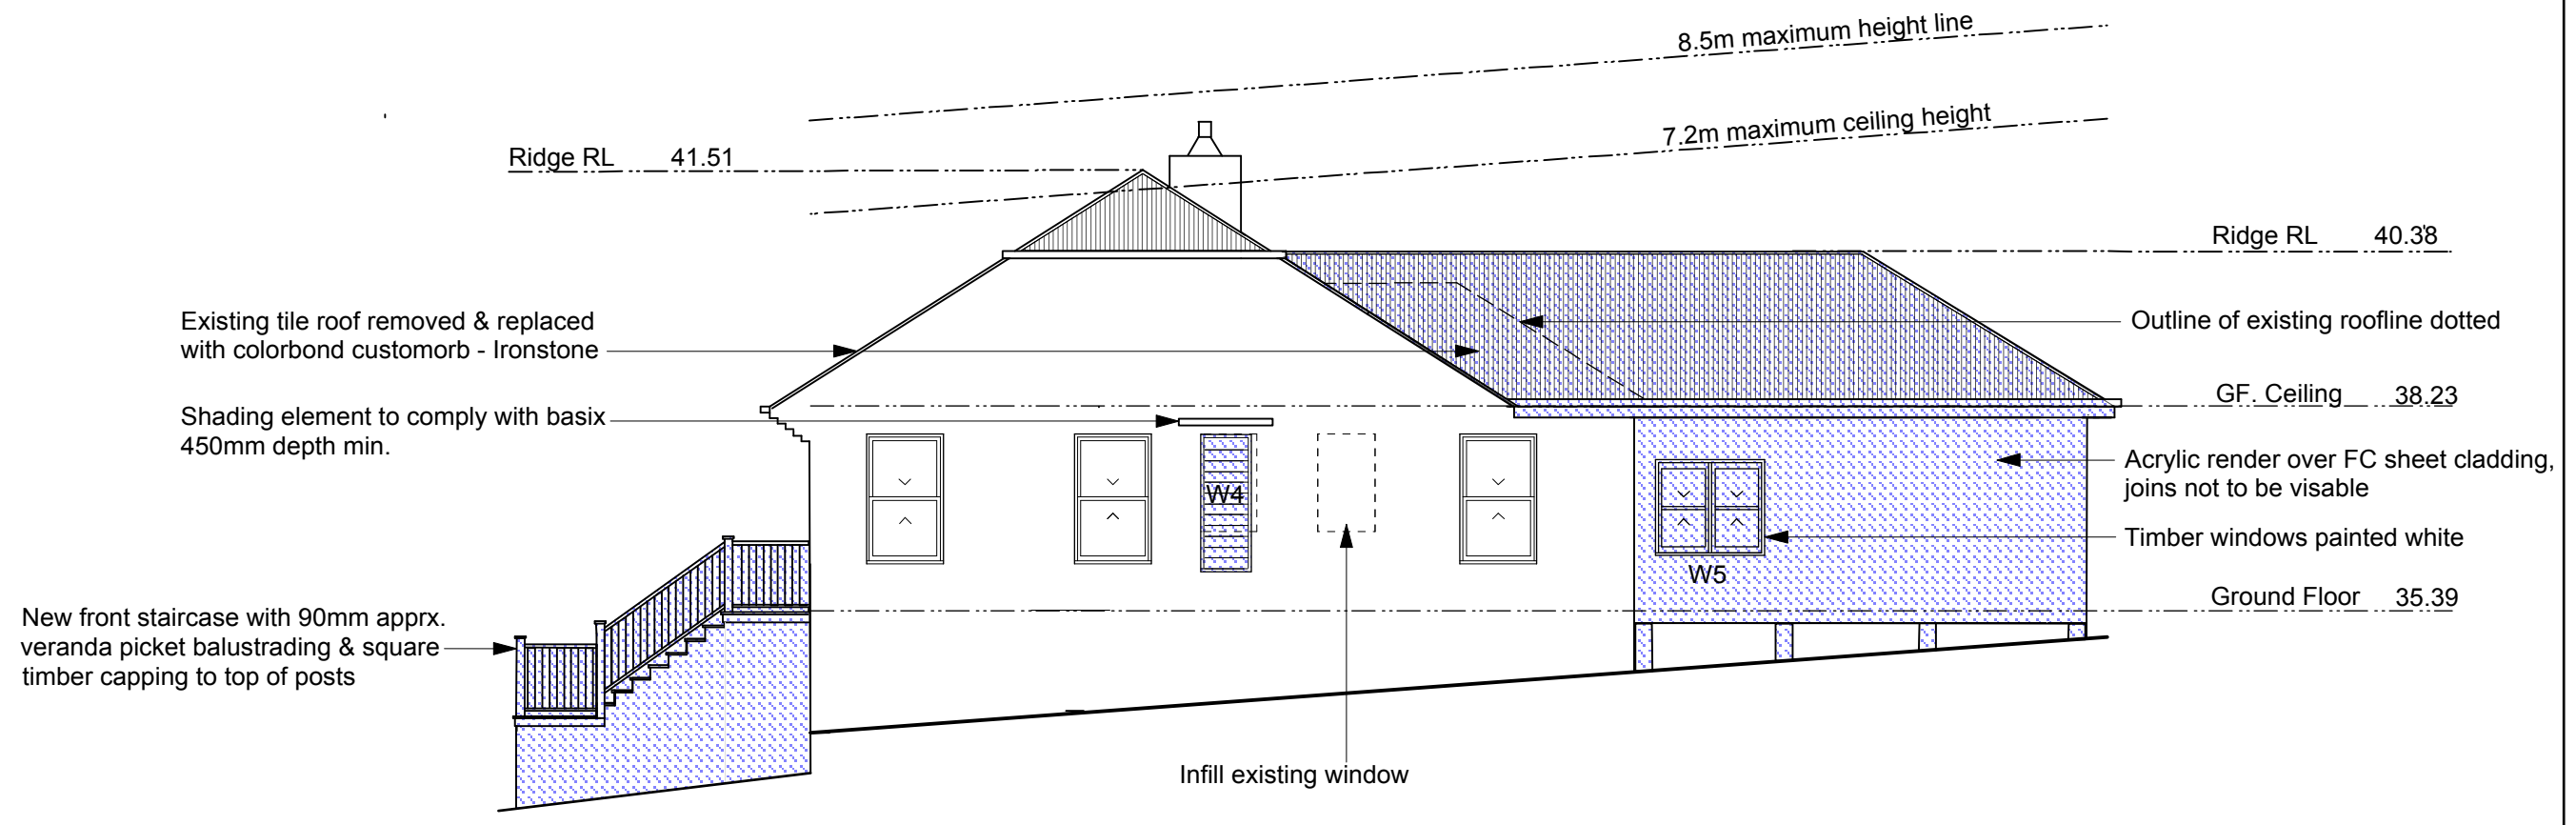 8.5m maximum height line
7.2m maximum ceiling height
Ridge RL 41.51
Ridge RL 40.38
Existing tile roof removed & replaced
with colorbond customorb - Ironstone
Outline of existing roofline dotted
GF. Ceiling 38.23
Shading element to comply with basix
450mm depth min.
Acrylic render over FC sheet cladding,
joins not to be visable
W4
Timber windows painted white
W5
Ground Floor 35.39
New front staircase with 90mm apprx.
veranda picket balustrading & square
timber capping to top of posts
Infill existing window